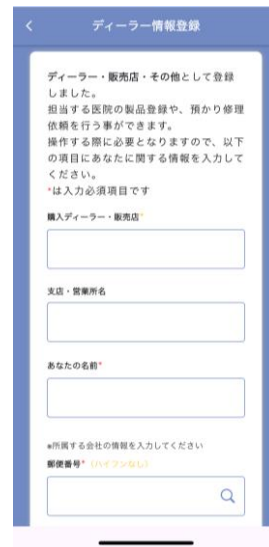 ディーラー情報登録
ディーラー・販売店・その他として登録
しました。
担当する医院の製品登録や、預かり修理
依頼を行う事ができます。
操作する際に必要となりますので、以下
の項目にあなたに関する情報を入力して
ください。
*は入力必須項目です
購入ディーラー・販売店*
支店・営業所名
あなたの名前*
※所属する会社の情報を入力してください
郵便番号* (ハイフンなし)